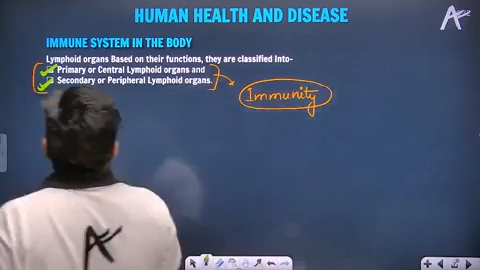 HUMAN HEALTH AND DISEASE
IMMUNE SYSTEM IN THE BODY
Lymphoid organs Based on their functions, they are classified Into-
Primary or Central Lymphoid organs and
Secondary or Peripheral Lymphoid organs.
Immunity